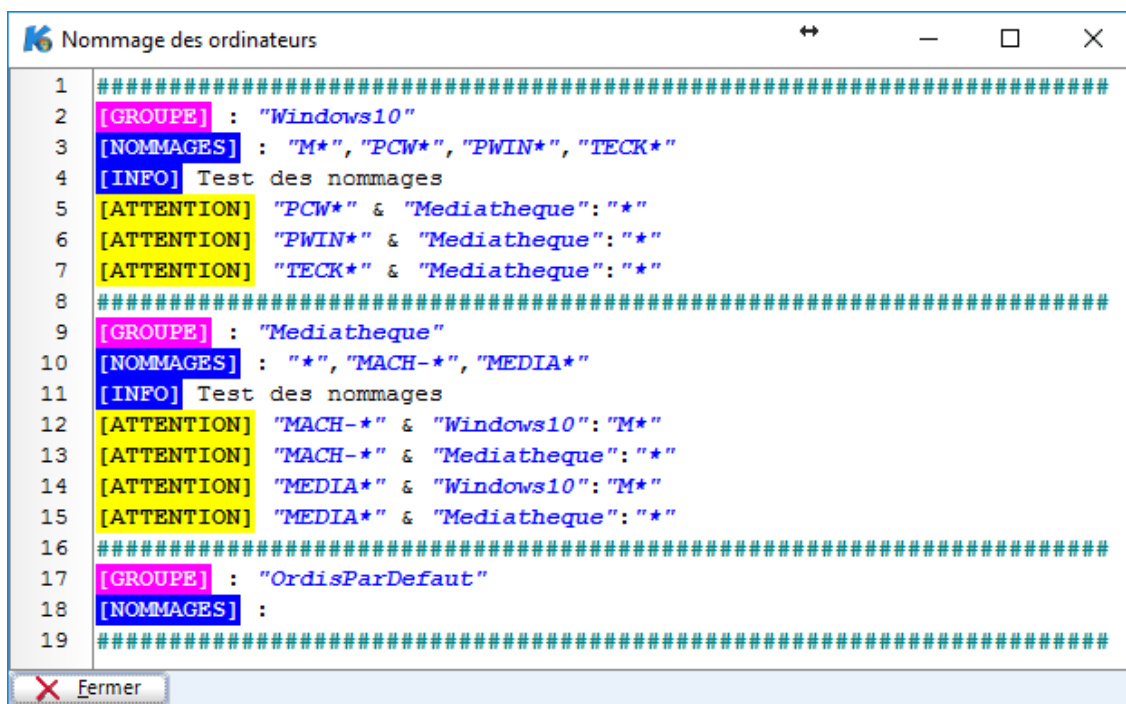 Nommage des ordinateurs
1 ######################################################################
2 [GROUPE] : "Windows10"
3 [NOMMAGES] : "M*","PCW*","PWIN*","TECK*"
4 [INFO] Test des nommages
5 [ATTENTION] "PCW*" & "Mediatheque":"*"
6 [ATTENTION] "PWIN*" & "Mediatheque":"*"
7 [ATTENTION] "TECK*" & "Mediatheque":"*"
8 ######################################################################
9 [GROUPE] : "Mediatheque"
10 [NOMMAGES] : "*","MACH-*","MEDIA*"
11 [INFO] Test des nommages
12 [ATTENTION] "MACH-*" & "Windows10":"M*"
13 [ATTENTION] "MACH-*" & "Mediatheque":"*"
14 [ATTENTION] "MEDIA*" & "Windows10":"M*"
15 [ATTENTION] "MEDIA*" & "Mediatheque":"*"
16 ######################################################################
17 [GROUPE] : "OrdisParDefaut"
18 [NOMMAGES] :
19 ######################################################################
Fermer